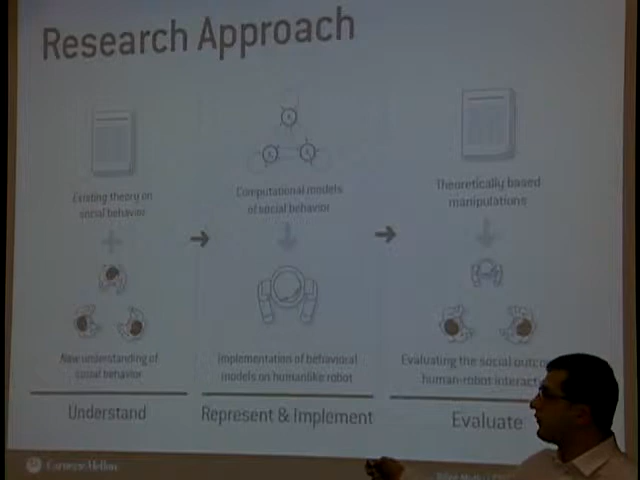 Research Approach
Existing theory on
social behavior
Computational models
of social behavior
Theoretically based
manipulations
New understanding of
social behavior
Implementation of behavioral
models on humanlike robot
Evaluating the social outco
human-robot interact
Understand
Represent & Implement
Evaluate
Carnegie Mellon